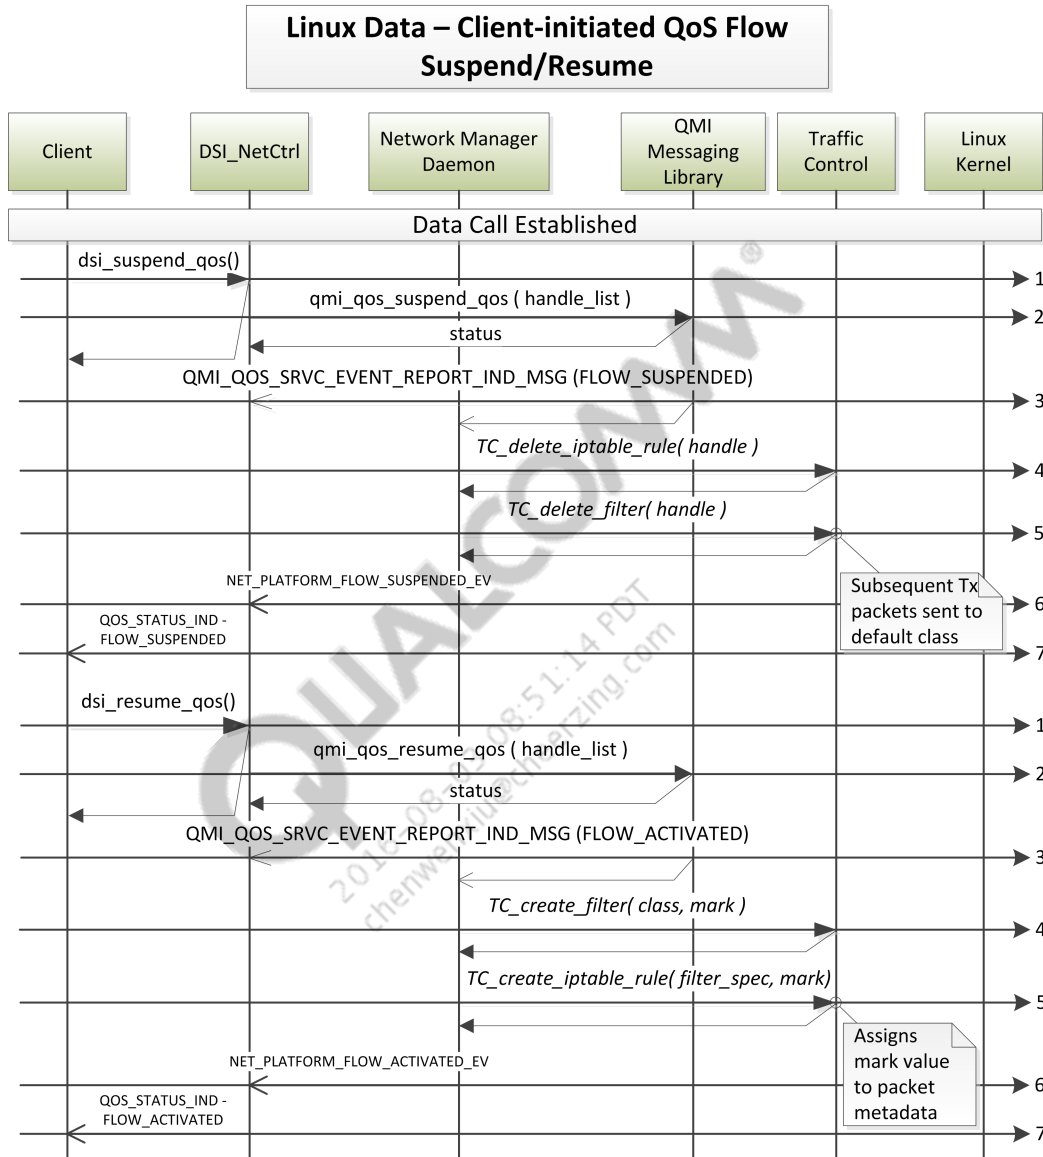 Linux Data – Client-initiated QoS Flow
Suspend/Resume
Client
DSI_NetCtrl
Network Manager
Daemon
QMI
Messaging
Library
Traffic
Control
Linux
Kernel
Data Call Established
dsi_suspend_qos()
1
qmi_qos_suspend_qos ( handle_list )
2
status
QMI_QOS_SRVC_EVENT_REPORT_IND_MSG (FLOW_SUSPENDED)
3
TC_delete_iptable_rule( handle )
4
TC_delete_filter( handle )
5
Subsequent Tx
packets sent to
default class
NET_PLATFORM_FLOW_SUSPENDED_EV
6
QOS_STATUS_IND -
FLOW_SUSPENDED
7
dsi_resume_qos()
1
qmi_qos_resume_qos ( handle_list )
2
status
QMI_QOS_SRVC_EVENT_REPORT_IND_MSG (FLOW_ACTIVATED)
3
TC_create_filter( class, mark )
4
TC_create_iptable_rule( filter_spec, mark)
5
Assigns
mark value
to packet
metadata
NET_PLATFORM_FLOW_ACTIVATED_EV
6
QOS_STATUS_IND -
FLOW_ACTIVATED
7
QUALCOMM®
08:51:14 PDT